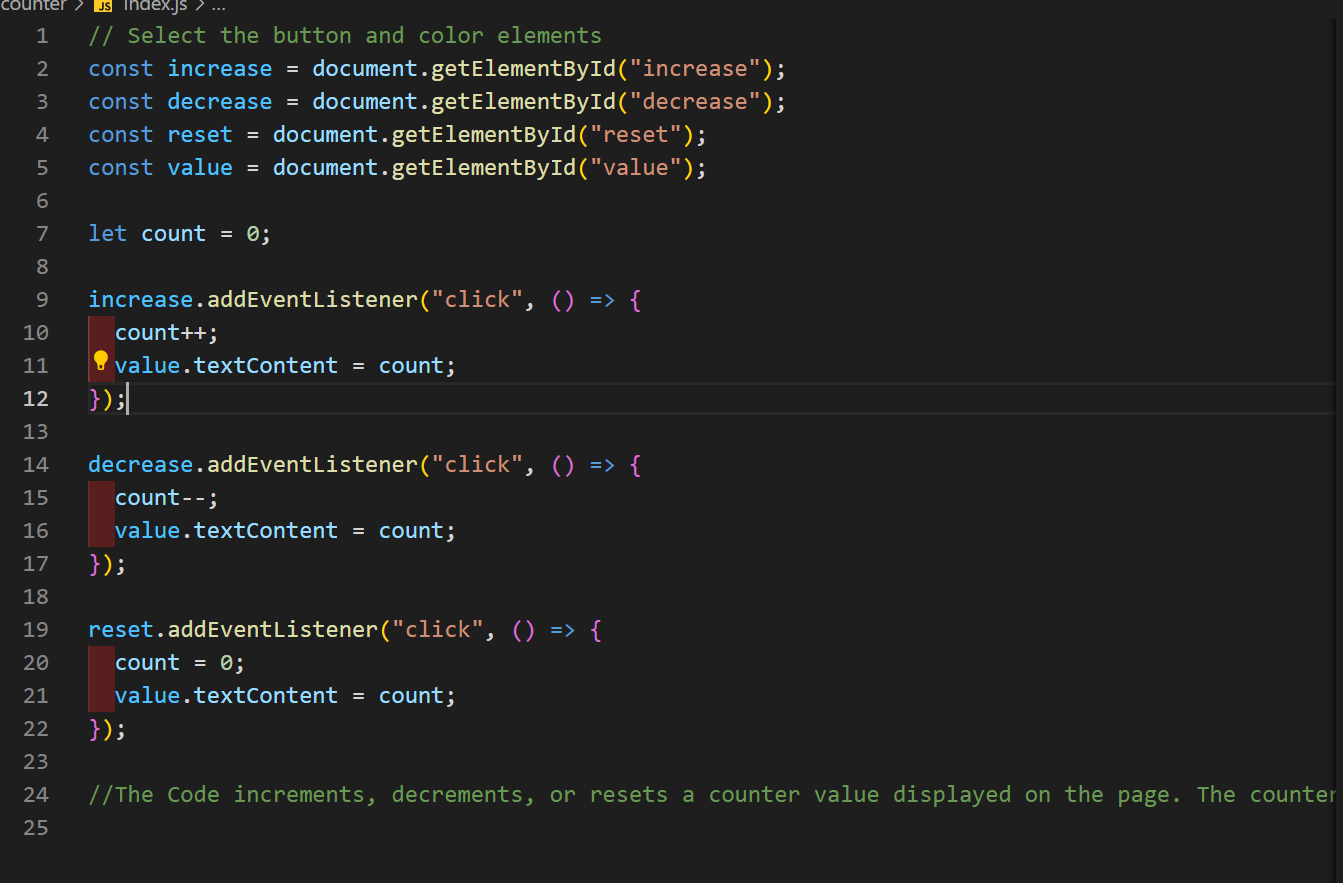 counter > JS index.js > ...
1 // Select the button and color elements
2 const increase = document.getElementById("increase");
3 const decrease = document.getElementById("decrease");
4 const reset = document.getElementById("reset");
5 const value = document.getElementById("value");
6
7 let count = 0;
8
9 increase.addEventListener("click", () => {
10   count++;
11   value.textContent = count;
12 });
13
14 decrease.addEventListener("click", () => {
15   count--;
16   value.textContent = count;
17 });
18
19 reset.addEventListener("click", () => {
20   count = 0;
21   value.textContent = count;
22 });
23
24 //The Code increments, decrements, or resets a counter value displayed on the page. The counter
25